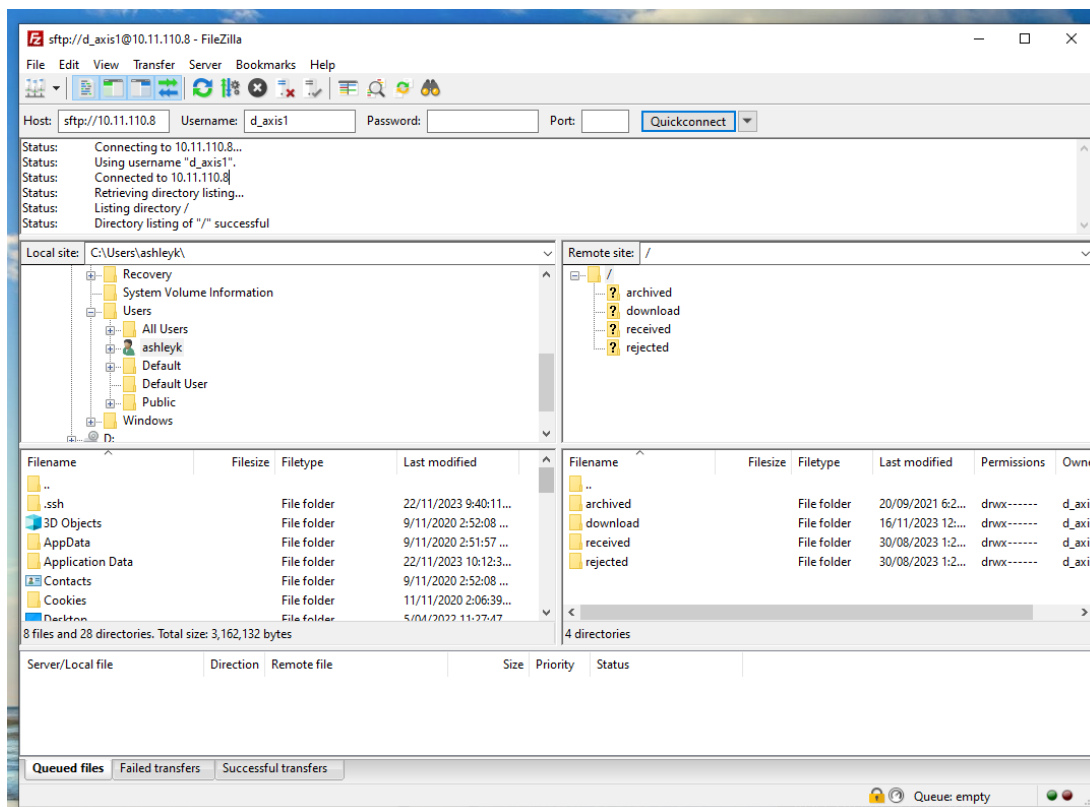 sftp://d_axis1@10.11.110.8 - FileZilla
File Edit View Transfer Server Bookmarks Help
Host: sftp://10.11.110.8 Username: d_axis1 Password: Port: Quickconnect
Status: Connecting to 10.11.110.8...
Status: Using username "d_axis1".
Status: Connected to 10.11.110.8
Status: Retrieving directory listing...
Status: Listing directory /
Status: Directory listing of "/" successful
Local site: C:\Users\ashleyk\
Recovery
System Volume Information
Users
All Users
ashleyk
Default
Default User
Public
Windows
D:
Remote site: /
/
? archived
? download
? received
? rejected
Filename Filesize Filetype Last modified
..
.ssh File folder 22/11/2023 9:40:11...
3D Objects File folder 9/11/2020 2:52:08 ...
AppData File folder 9/11/2020 2:51:57 ...
Application Data File folder 22/11/2023 10:12:3...
Contacts File folder 9/11/2020 2:52:08 ...
Cookies File folder 11/11/2020 2:06:39...
Desktop File folder 5/04/2022 11:27:47
8 files and 28 directories. Total size: 3,162,132 bytes
Filename Filesize Filetype Last modified Permissions Owne
..
archived File folder 20/09/2021 6:2... drwx------ d_axi
download File folder 16/11/2023 12:... drwx------ d_axi
received File folder 30/08/2023 1:2... drwx------ d_axi
rejected File folder 30/08/2023 1:2... drwx------ d_axi
4 directories
Server/Local file Direction Remote file Size Priority Status
Queued files Failed transfers Successful transfers
Queue: empty